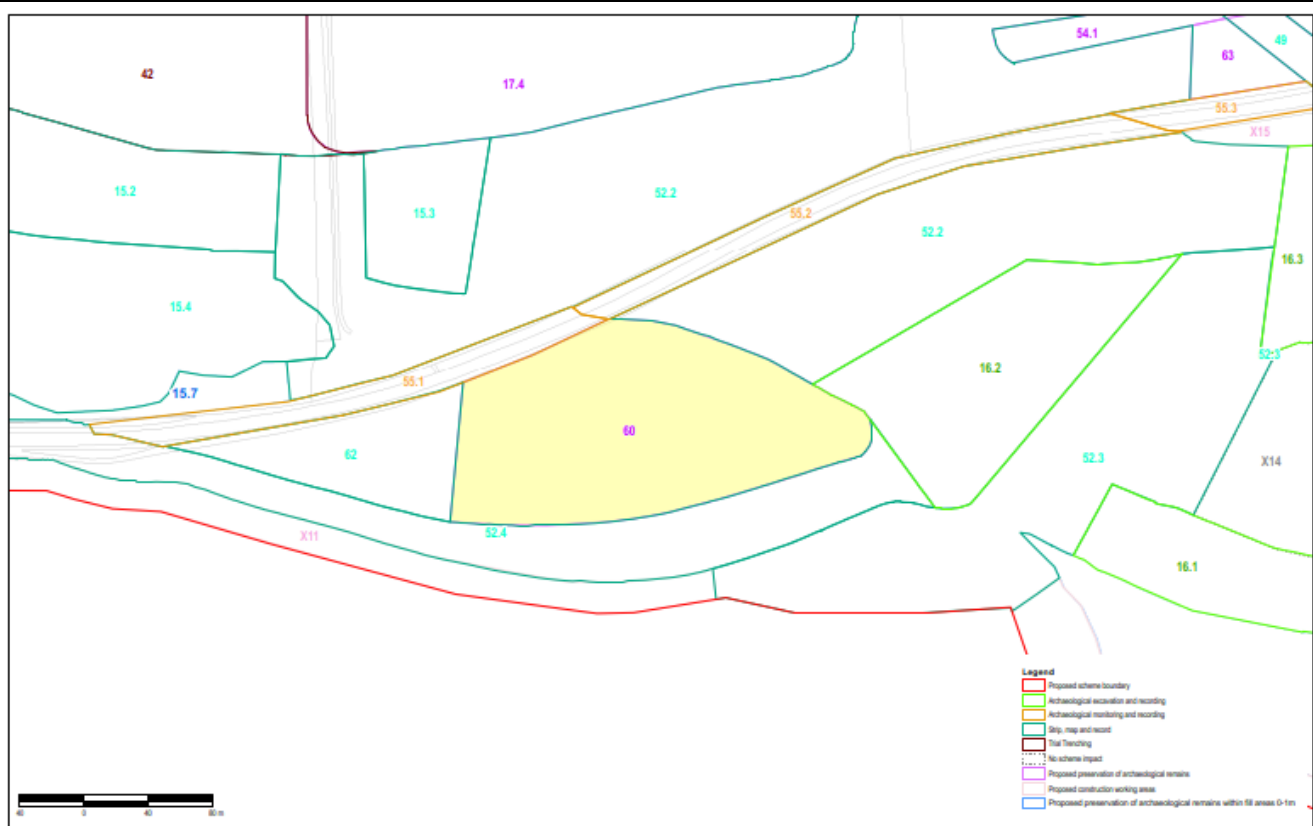 54.1
49
63
42
17.4
55.3
X15
15.2
52.2
15.3
55.2
52.2
16.3
15.4
52.3
16.2
55.1
15.7
60
62
52.3
X14
52.4
X11
16.1
Legend
Proposed scheme boundary
Archaeological excavation and recording
Archaeological monitoring and recording
Strip, map and record
Trial Trenching
No scheme impact
Proposed preservation of archaeological remains
Proposed construction working areas
Proposed preservation of archaeological remains within fill areas 0-1m
40 0 40 80 m